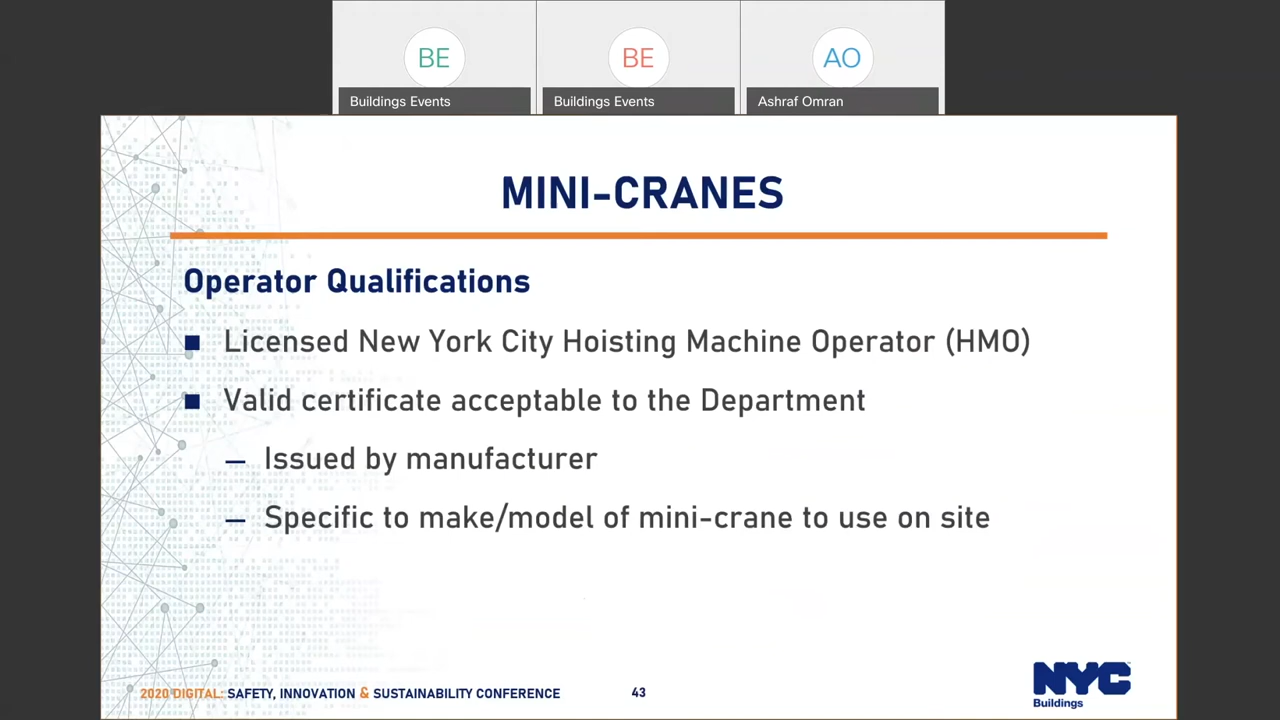 BE
BE
AO
Buildings Events
Buildings Events
Ashraf Omran
MINI-CRANES
Operator Qualifications
Licensed New York City Hoisting Machine Operator (HMO)
Valid certificate acceptable to the Department
– Issued by manufacturer
– Specific to make/model of mini-crane to use on site
2020 DIGITAL: SAFETY, INNOVATION & SUSTAINABILITY CONFERENCE
43
NYC
Buildings